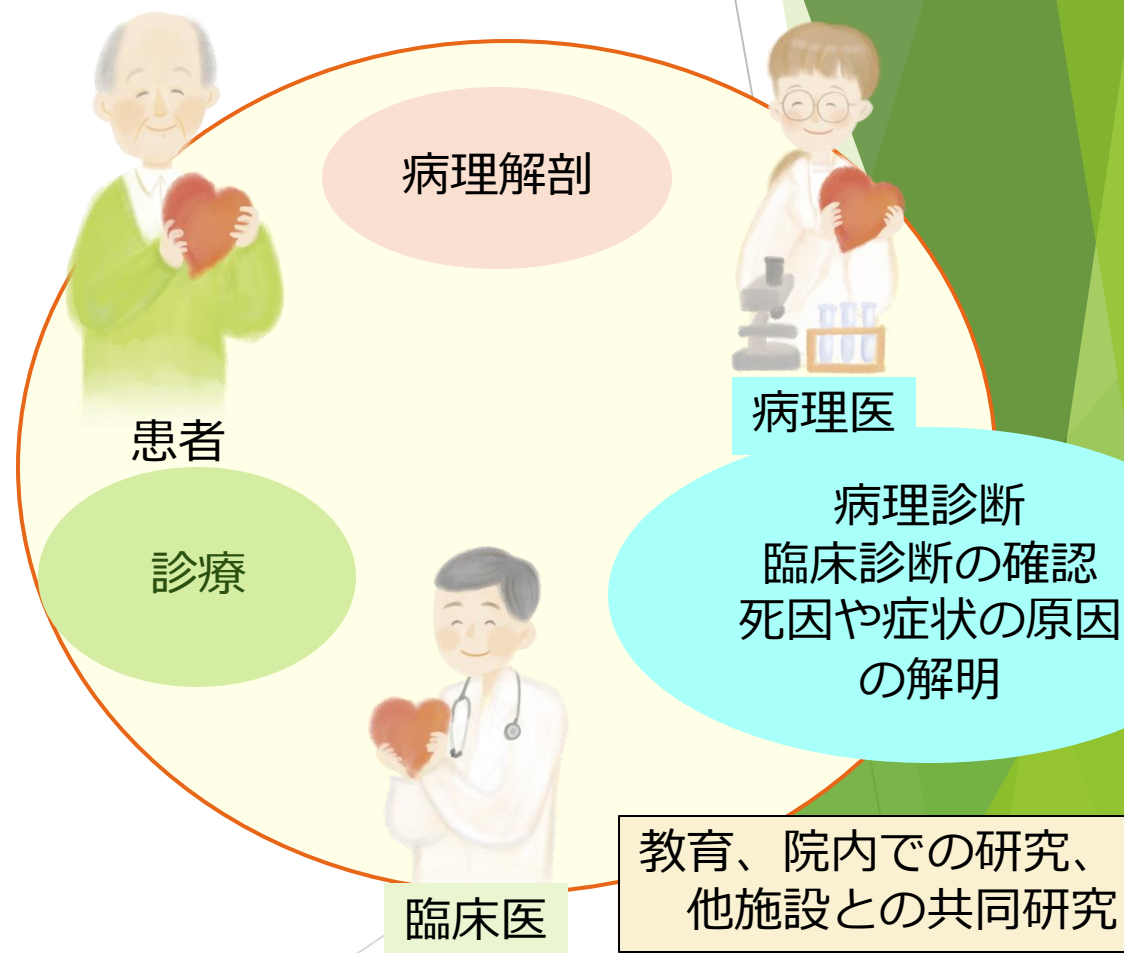 病理解剖
患者
病理医
診療
病理診断
臨床診断の確認
死因や症状の原因
の解明
教育、院内での研究、
他施設との共同研究
臨床医